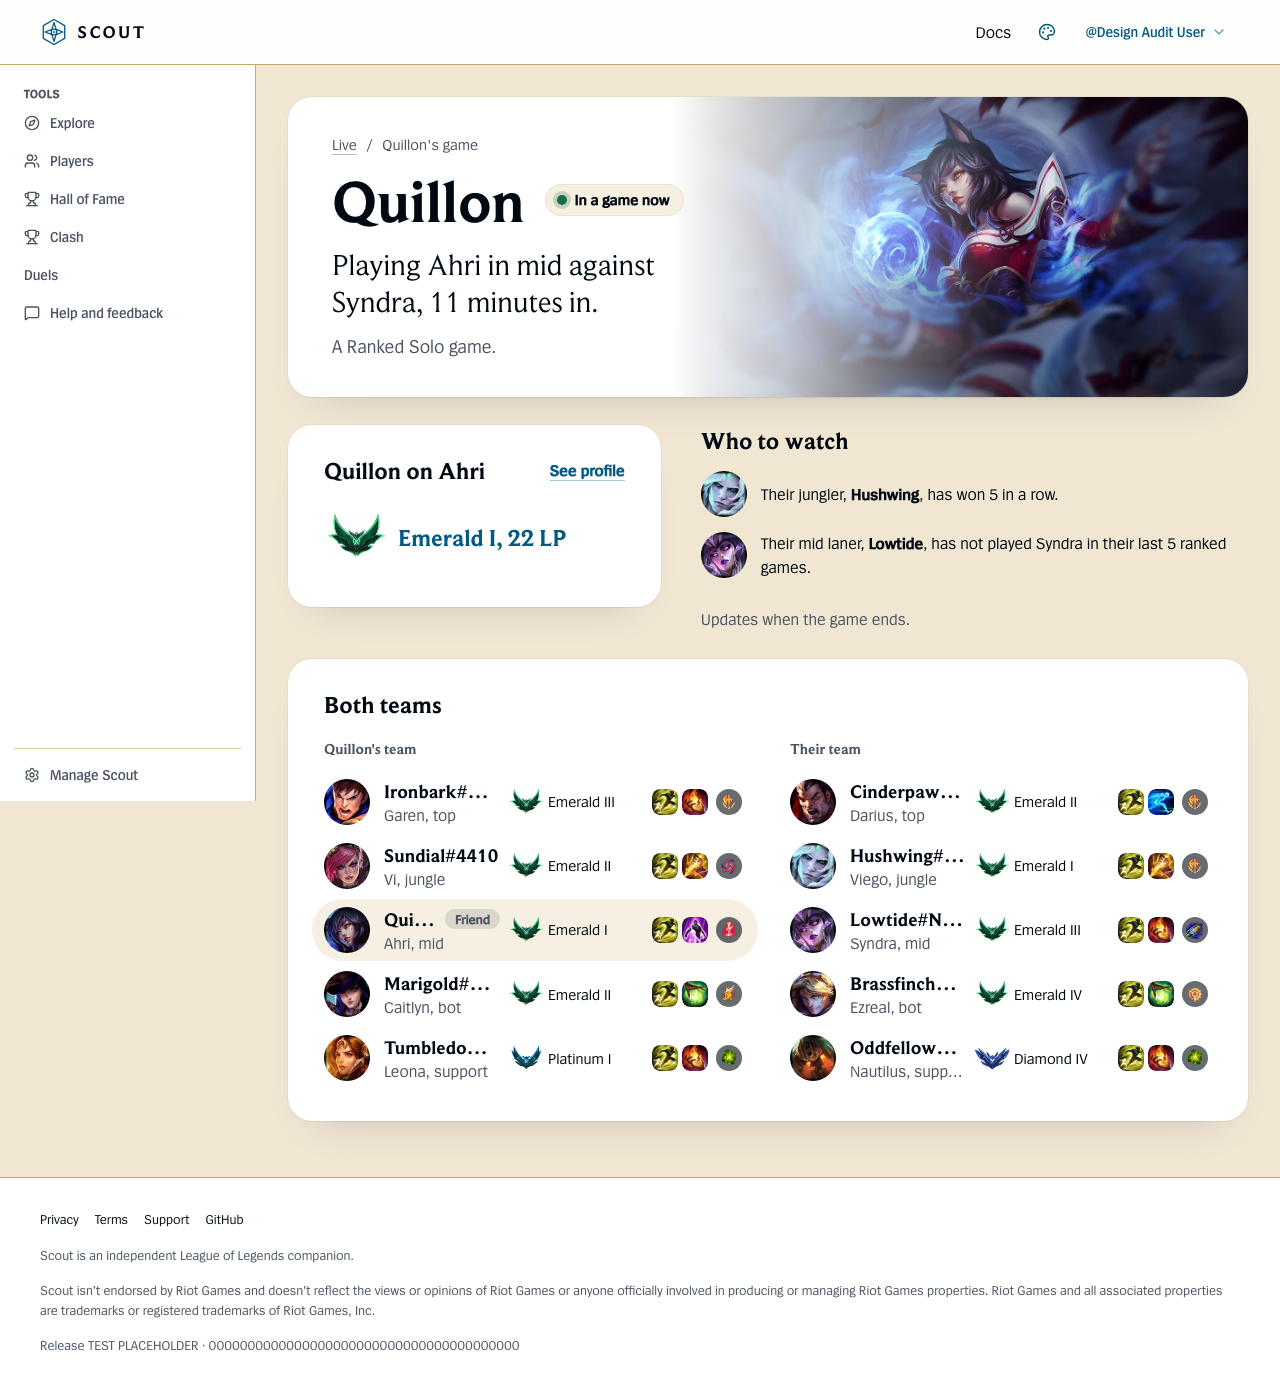 SCOUT
Docs
@Design Audit User
TOOLS
Explore
Players
Hall of Fame
Clash
Duels
Help and feedback
Manage Scout
Live / Quillon's game
Quillon
In a game now
Playing Ahri in mid against
Syndra, 11 minutes in.
A Ranked Solo game.
Quillon on Ahri
See profile
Emerald I, 22 LP
Who to watch
Their jungler, Hushwing, has won 5 in a row.
Their mid laner, Lowtide, has not played Syndra in their last 5 ranked
games.
Updates when the game ends.
Both teams
Quillon's team
Ironbark#...
Garen, top
Emerald III
Sundial#4410
Vi, jungle
Emerald II
Qui...
Friend
Ahri, mid
Emerald I
Marigold#...
Caitlyn, bot
Emerald II
Tumbledo...
Leona, support
Platinum I
Their team
Cinderpaw...
Darius, top
Emerald II
Hushwing#...
Viego, jungle
Emerald I
Lowtide#N...
Syndra, mid
Emerald III
Brassfinch...
Ezreal, bot
Emerald IV
Oddfellow...
Nautilus, supp...
Diamond IV
Privacy
Terms
Support
GitHub
Scout is an independent League of Legends companion.
Scout isn't endorsed by Riot Games and doesn't reflect the views or opinions of Riot Games or anyone officially involved in producing or managing Riot Games properties. Riot Games and all associated properties
are trademarks or registered trademarks of Riot Games, Inc.
Release TEST PLACEHOLDER · 0000000000000000000000000000000000000000